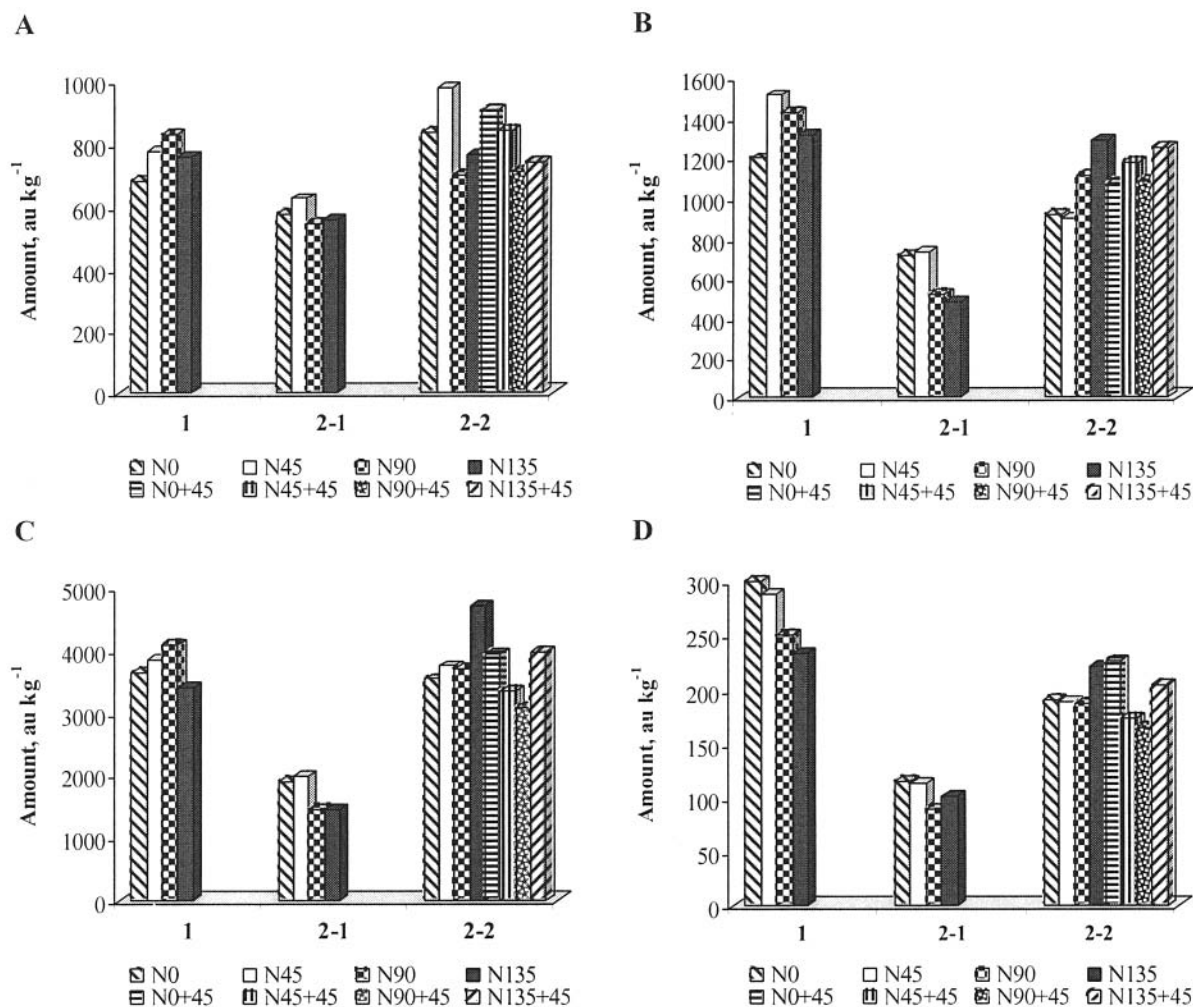 A
Amount, au kg⁻¹
1000
800
600
400
200
0
1 2-1 2-2
N0 N45 N90 N135
N0+45 N45+45 N90+45 N135+45
B
Amount, au kg⁻¹
1600
1400
1200
1000
800
600
400
200
0
1 2-1 2-2
N0 N45 N90 N135
N0+45 N45+45 N90+45 N135+45
C
Amount, au kg⁻¹
5000
4000
3000
2000
1000
0
1 2-1 2-2
N0 N45 N90 N135
N0+45 N45+45 N90+45 N135+45
D
Amount, au kg⁻¹
300
250
200
150
100
50
0
1 2-1 2-2
N0 N45 N90 N135
N0+45 N45+45 N90+45 N135+45